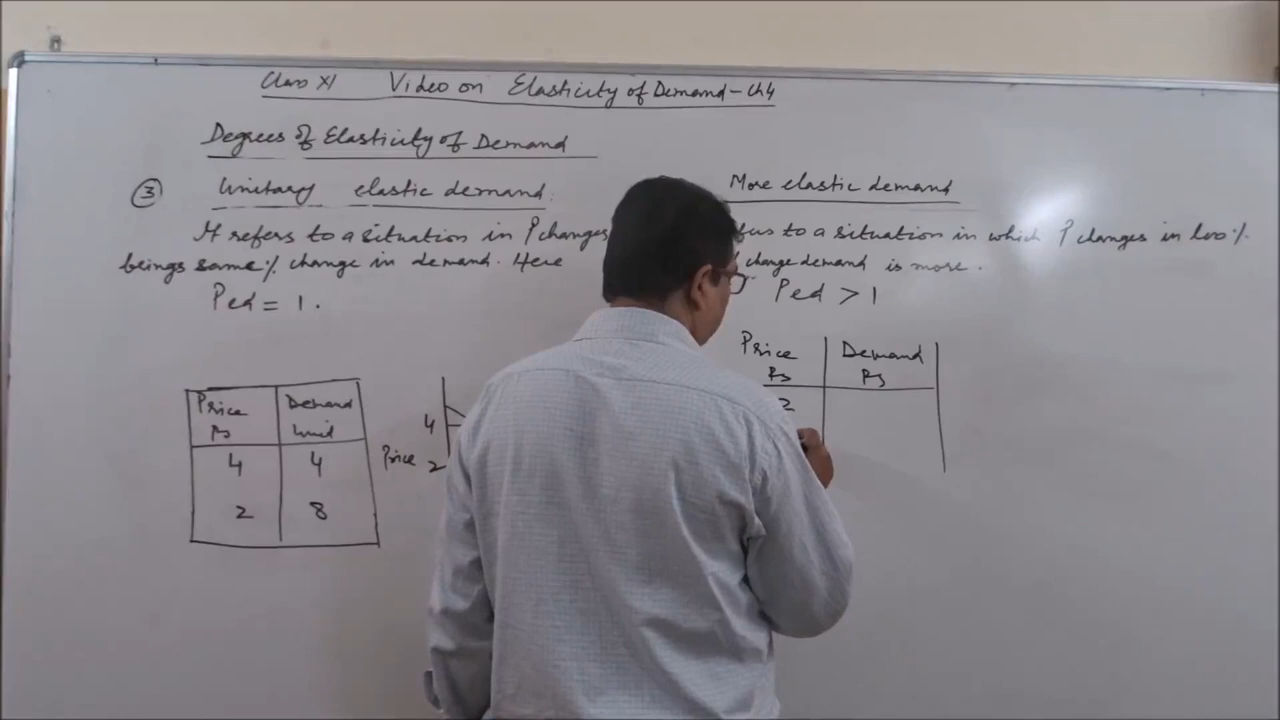 Class XI Video on Elasticity of Demand - Ch4
Degrees of Elasticity of Demand
③ Unitary elastic demand.
It refers to a situation in P changes
beings same % change in demand. Here
Ped = 1.
Price Demand
Rs Unit
4 4
2 8
4
Price 2
More elastic demand
to a situation in which P changes in
change demand is more.
Ped > 1
Price Demand
Rs Rs
2